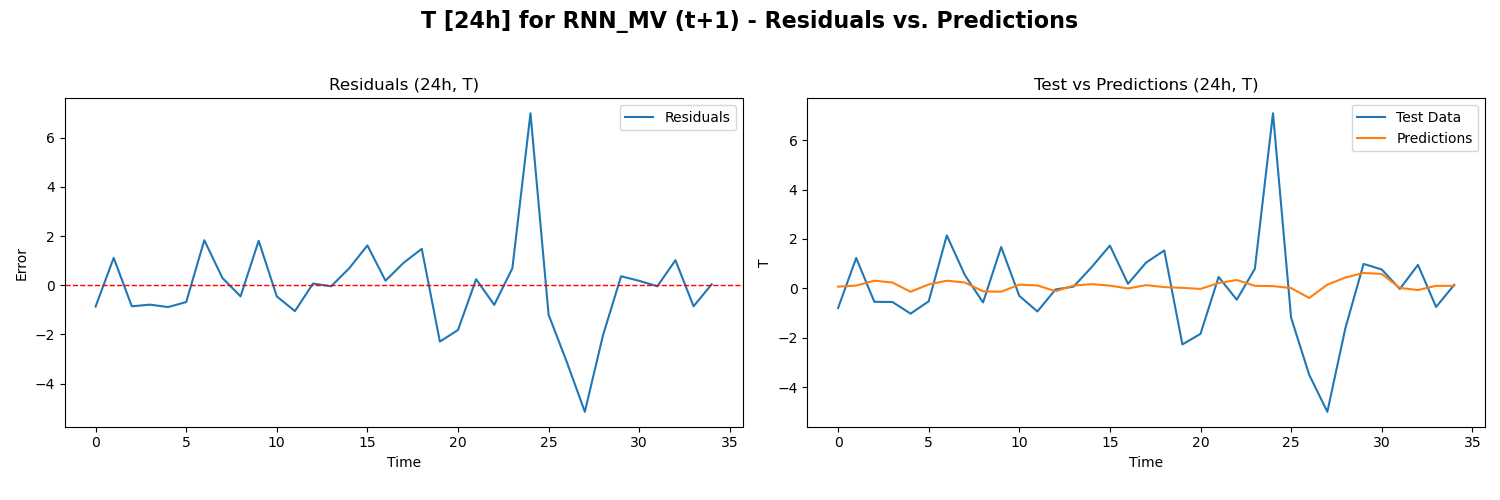 T [24h] for RNN_MV (t+1) - Residuals vs. Predictions
Residuals (24h, T)
Residuals
6
4
2
0
−2
−4
Error
0
5
10
15
20
25
30
35
Time
Test vs Predictions (24h, T)
Test Data
Predictions
6
4
2
0
−2
−4
T
0
5
10
15
20
25
30
35
Time